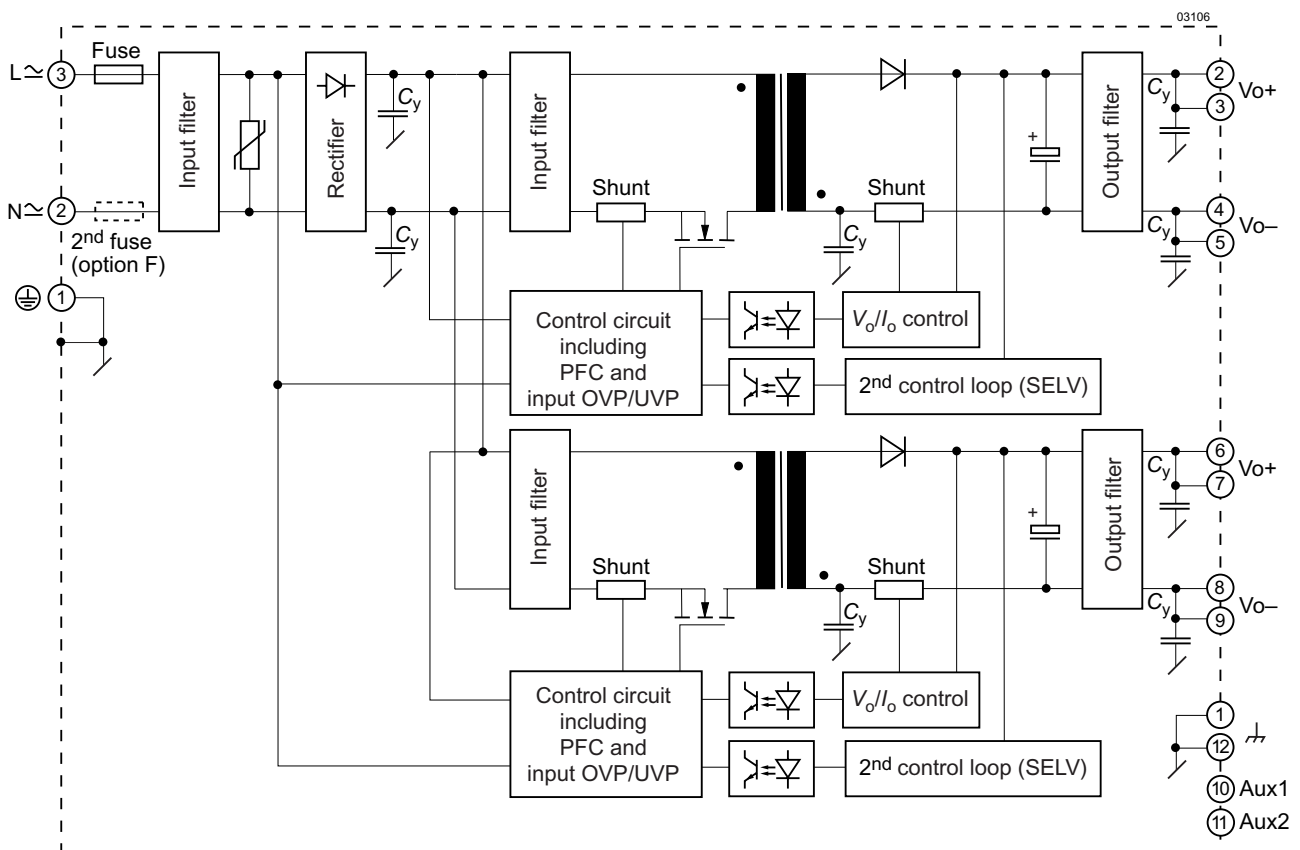 03106
Fuse
L 3
Input filter
Rectifier
Cy
Input filter
Cy
2
3
Vo+
Output filter
Shunt
Shunt
N 2
2nd fuse
(option F)
Cy
Cy
Cy
4
5
Vo–
1
Control circuit
including
PFC and
input OVP/UVP
Vo/Io control
2nd control loop (SELV)
Input filter
+
Output filter
Cy
6
7
Vo+
+
Shunt
Shunt
Cy
Cy
8
9
Vo–
Control circuit
including
PFC and
input OVP/UVP
Vo/Io control
2nd control loop (SELV)
1
12
10 Aux1
11 Aux2